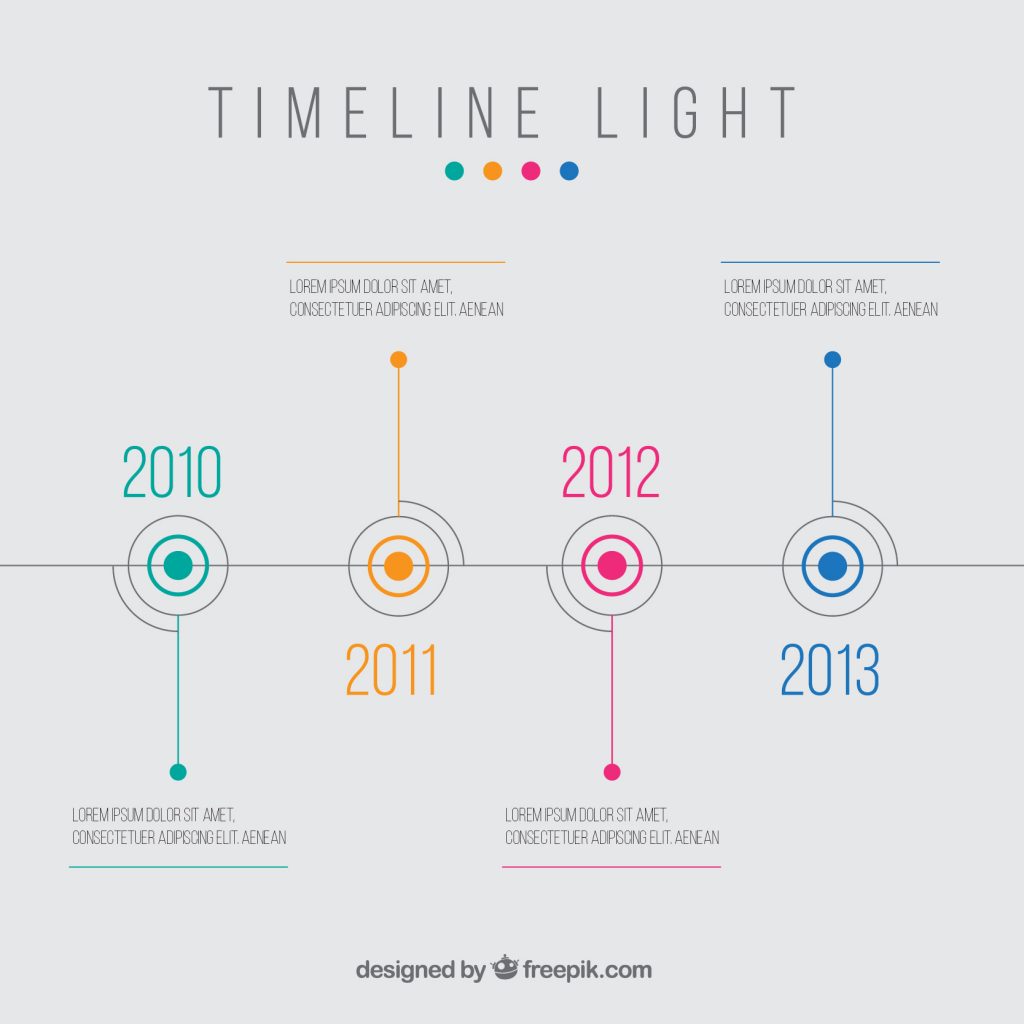 TIMELINE LIGHT
LOREM IPSUM DOLOR SIT AMET,
CONSECTETUER ADIPISCING ELIT. AENEAN
LOREM IPSUM DOLOR SIT AMET,
CONSECTETUER ADIPISCING ELIT. AENEAN
2010
2012
2011
2013
LOREM IPSUM DOLOR SIT AMET,
CONSECTETUER ADIPISCING ELIT. AENEAN
LOREM IPSUM DOLOR SIT AMET,
CONSECTETUER ADIPISCING ELIT. AENEAN
designed by freepik.com